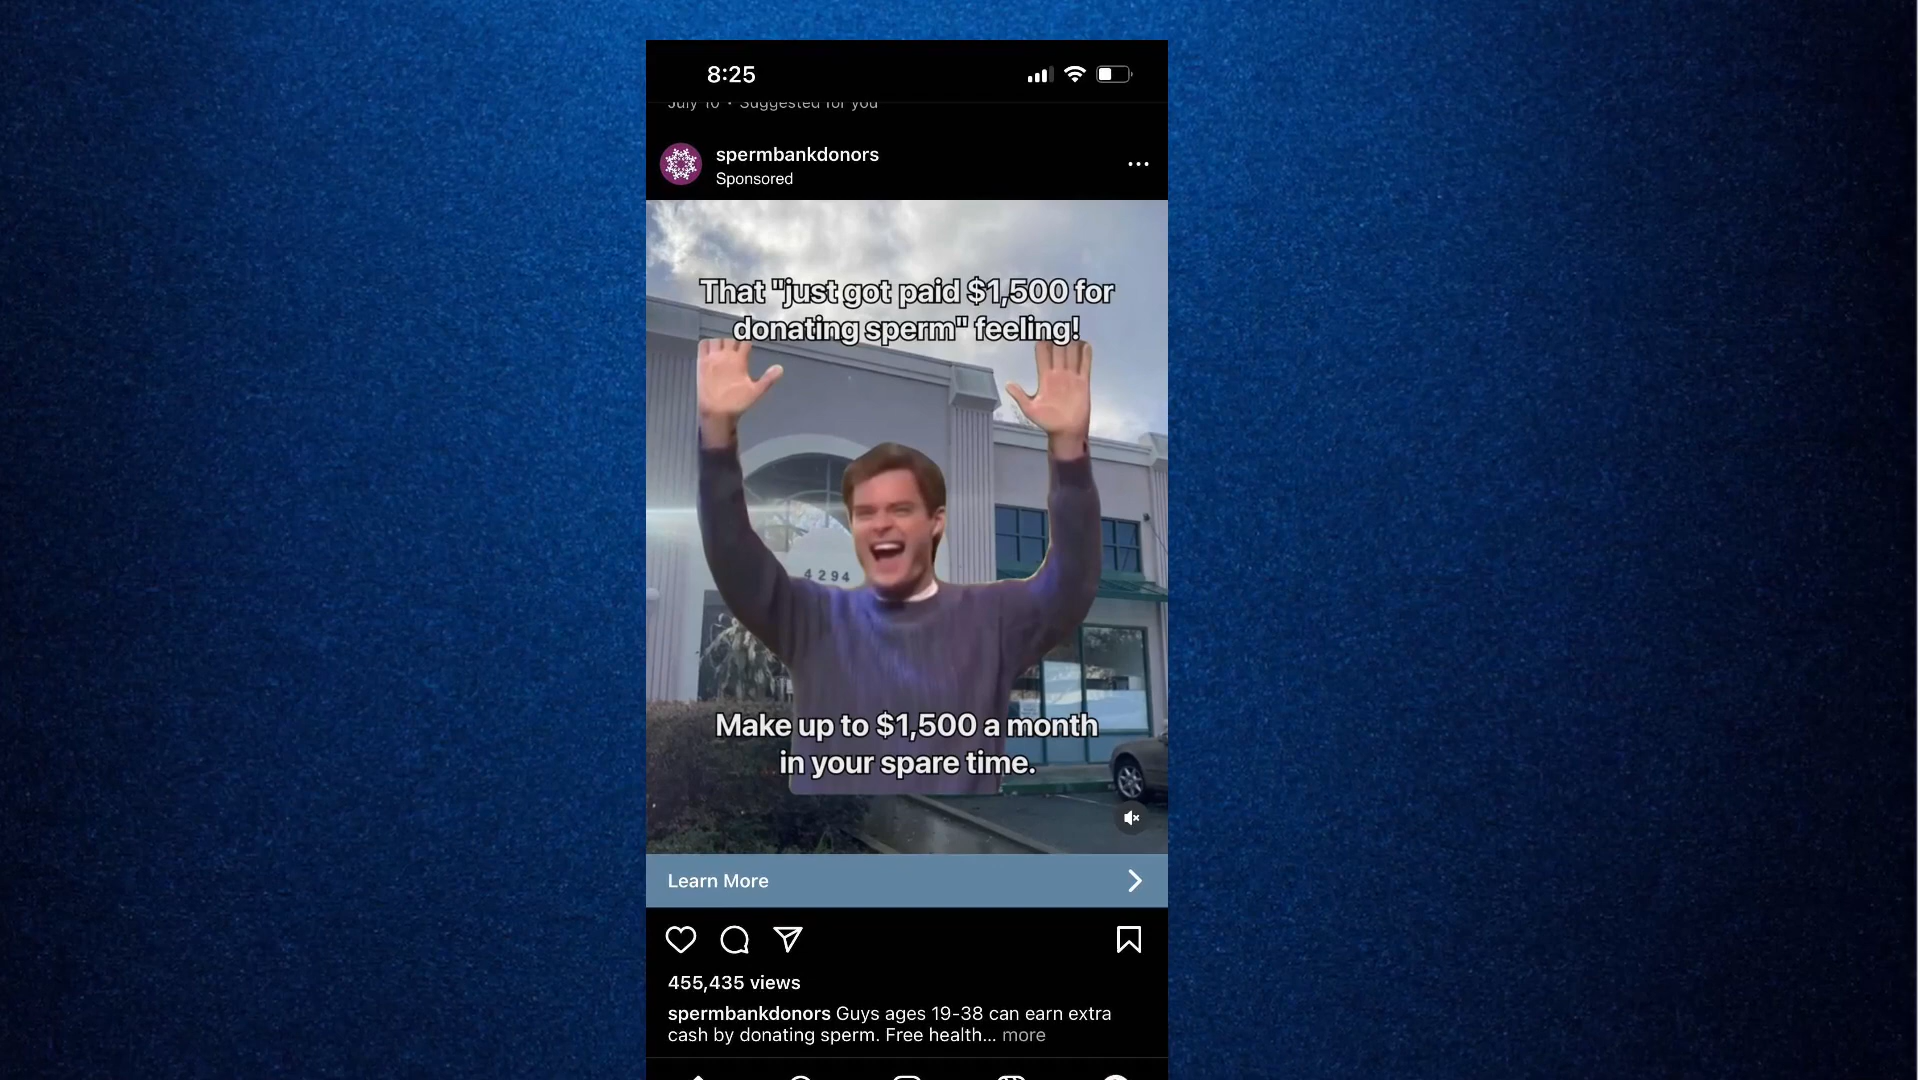 8:25
July 10 • Suggested for you
spermbankdonors
Sponsored
That "just got paid $1,500 for
donating sperm" feeling!
4294
Make up to $1,500 a month
in your spare time.
Learn More
455,435 views
spermbankdonors Guys ages 19-38 can earn extra
cash by donating sperm. Free health... more